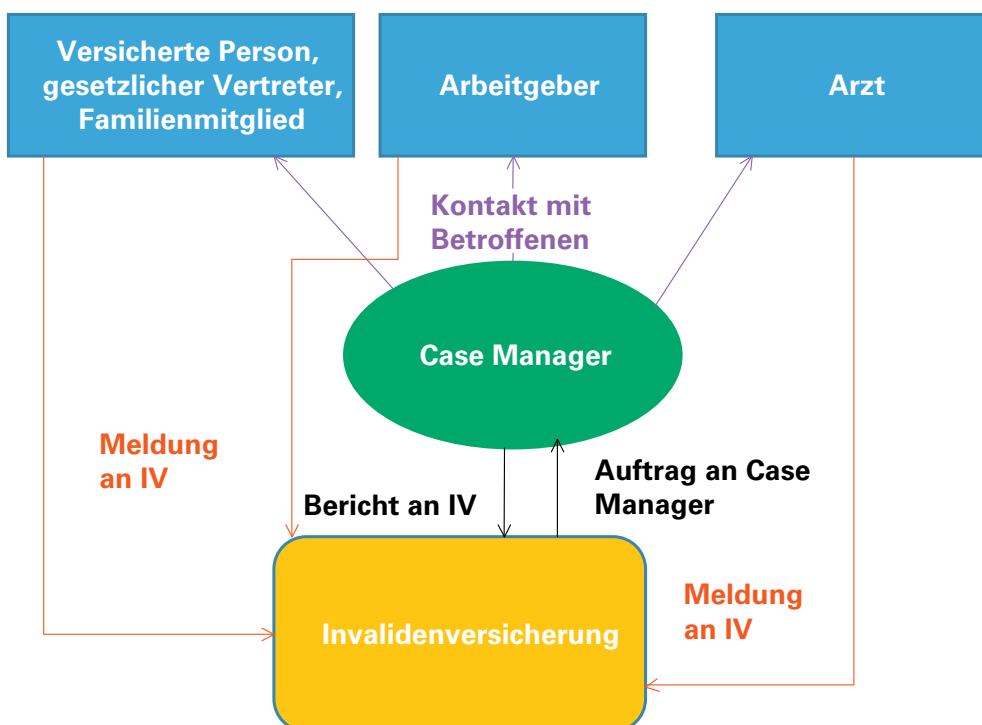 Versicherte Person,
gesetzlicher Vertreter,
Familienmitglied
Arbeitgeber
Arzt
Kontakt mit
Betroffenen
Case Manager
Meldung
an IV
Bericht an IV
Auftrag an Case
Manager
Invalidenversicherung
Meldung
an IV